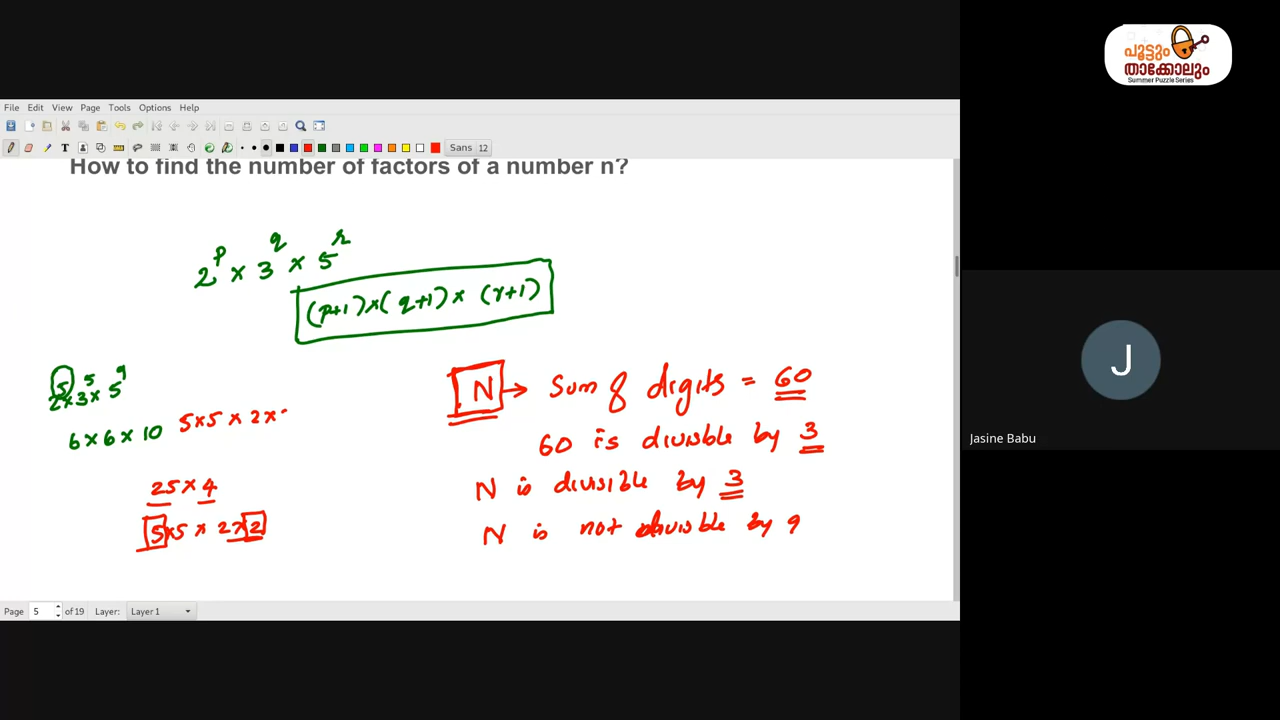 പൂട്ടും
താക്കോലും
Summer Puzzle Series
File Edit View Page Tools Options Help
T Sans 12
How to find the number of factors of a number n?
2^p × 3^q × 5^r
(p+1)×(q+1)× (r+1)
2^5 × 3^5 × 5^9
6×6×10
5×5×2×
25×4
5×5×2×2
N → Sum of digits = 60
60 is divisible by 3
N is divisible by 3
N is not divisible by 9
J
Jasine Babu
Page 5 of 19 Layer: Layer 1